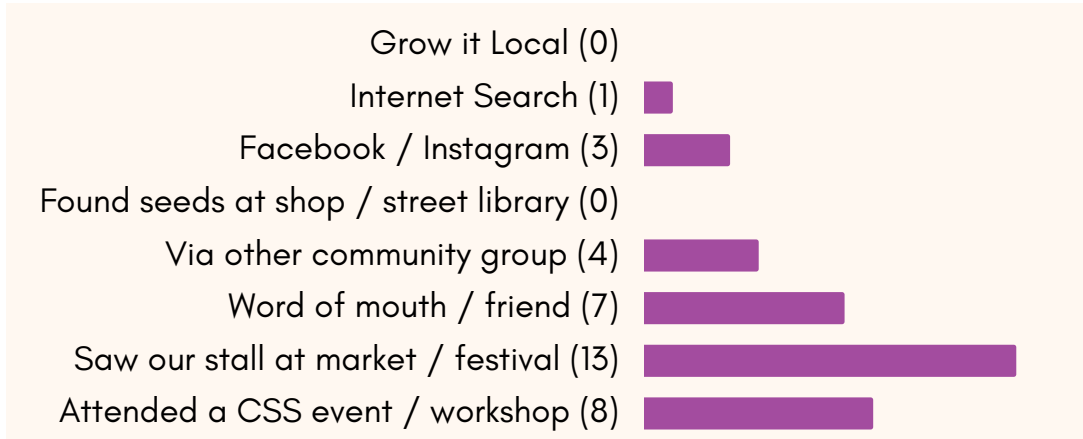 Grow it Local (0)
Internet Search (1)
Facebook / Instagram (3)
Found seeds at shop / street library (0)
Via other community group (4)
Word of mouth / friend (7)
Saw our stall at market / festival (13)
Attended a CSS event / workshop (8)